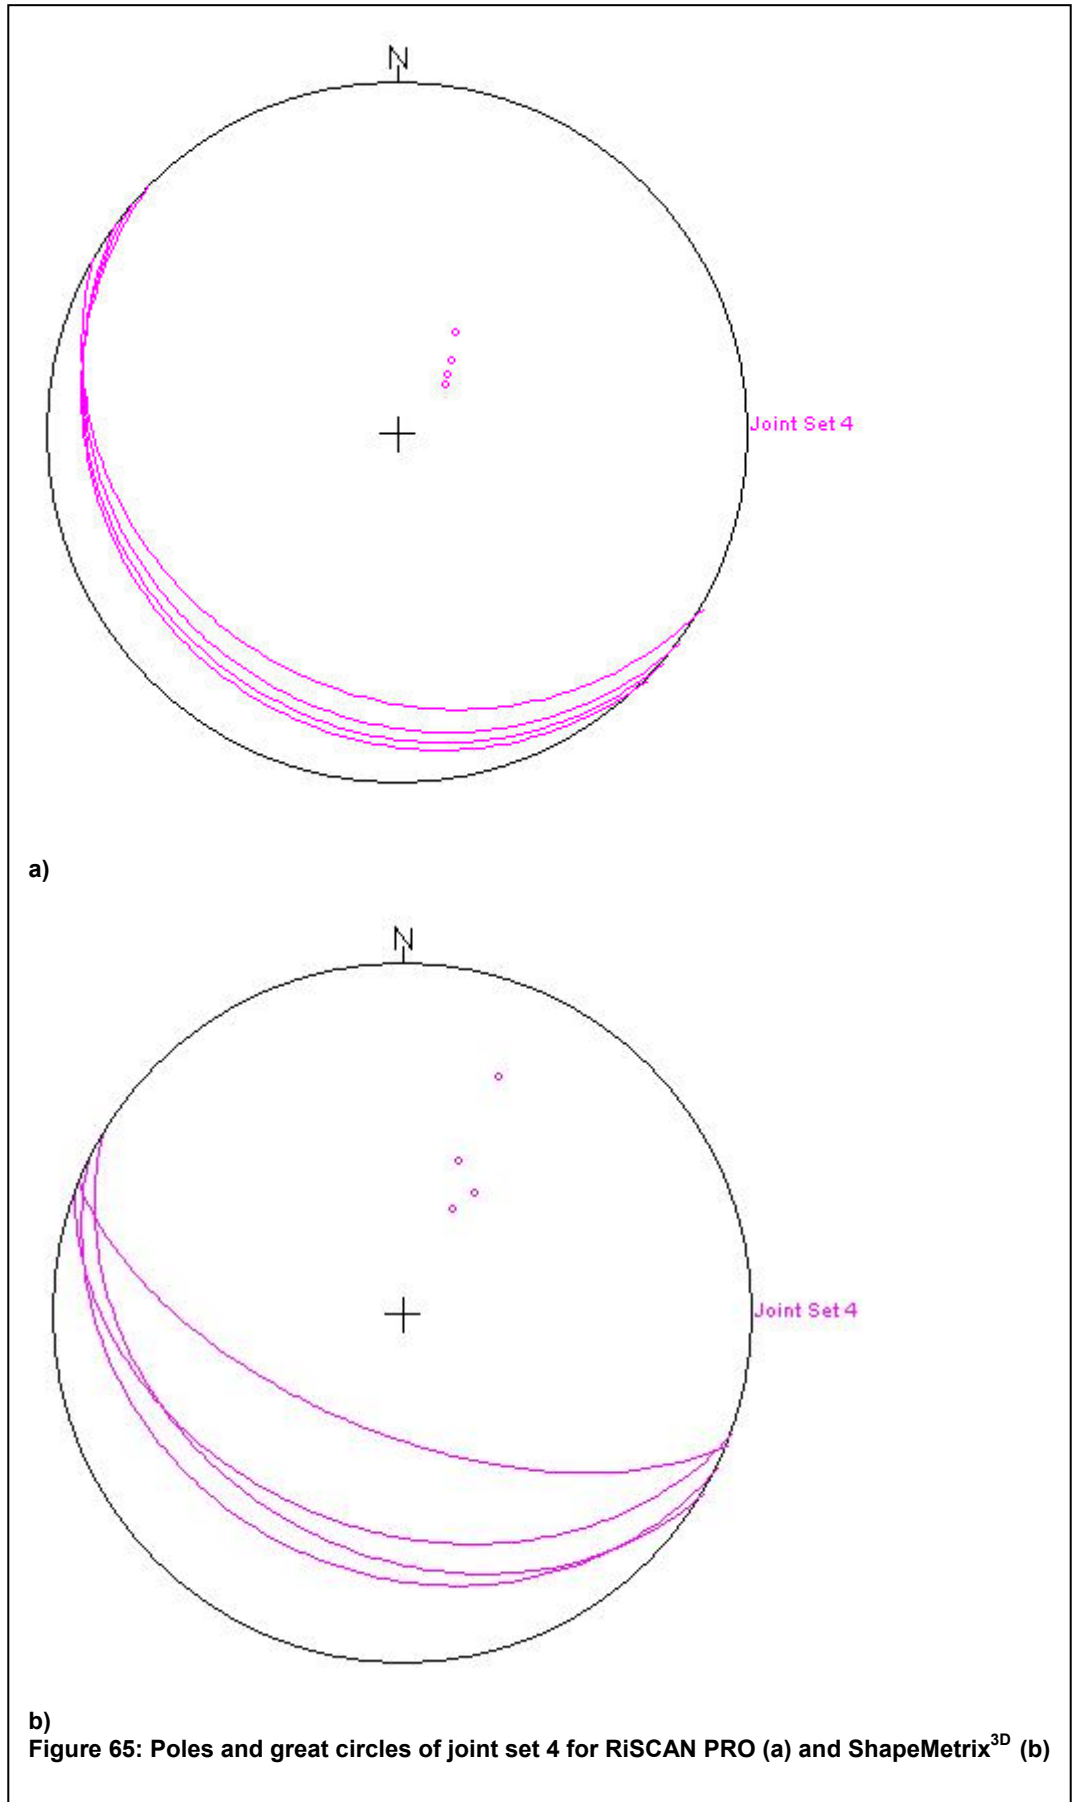 N
Joint Set 4
a)
N
Joint Set 4
b)
Figure 65: Poles and great circles of joint set 4 for RiSCAN PRO (a) and ShapeMetrix3D (b)